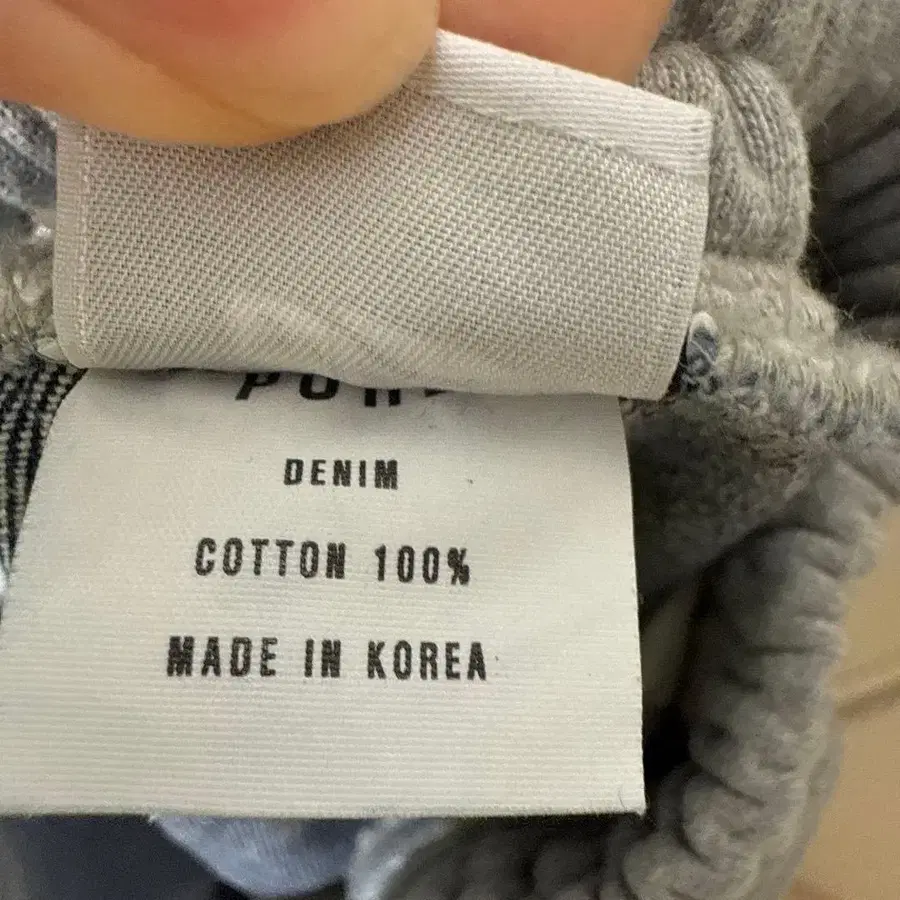 DENIM
COTTON 100%
MADE IN KOREA